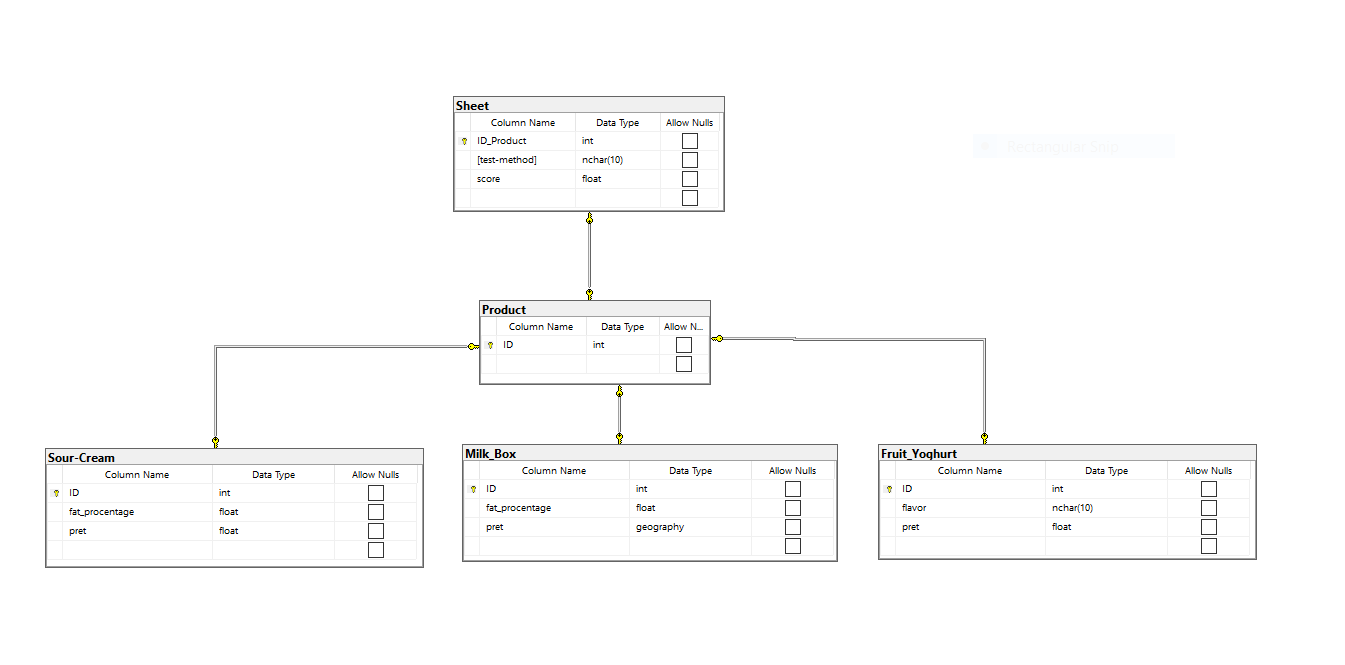 Sheet
Column Name Data Type Allow Nulls
ID_Product int
[test-method] nchar(10)
score float
Rectangular Snip
Product
Column Name Data Type Allow N...
ID int
Sour-Cream
Column Name Data Type Allow Nulls
ID int
fat_procentage float
pret float
Milk_Box
Column Name Data Type Allow Nulls
ID int
fat_procentage float
pret geography
Fruit_Yoghurt
Column Name Data Type Allow Nulls
ID int
flavor nchar(10)
pret float